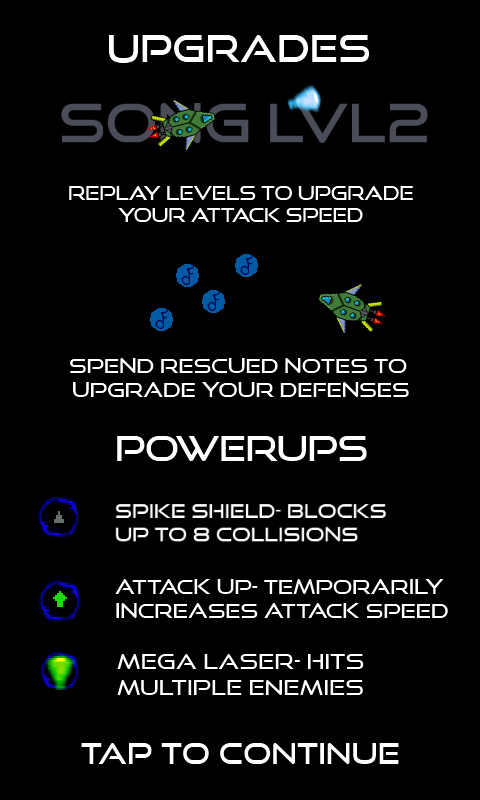 UPGRADES
SONG LVL2
REPLAY LEVELS TO UPGRADE
YOUR ATTACK SPEED
SPEND RESCUED NOTES TO
UPGRADE YOUR DEFENSES
POWERUPS
SPIKE SHIELD- BLOCKS
UP TO 8 COLLISIONS
ATTACK UP- TEMPORARILY
INCREASES ATTACK SPEED
MEGA LASER- HITS
MULTIPLE ENEMIES
TAP TO CONTINUE